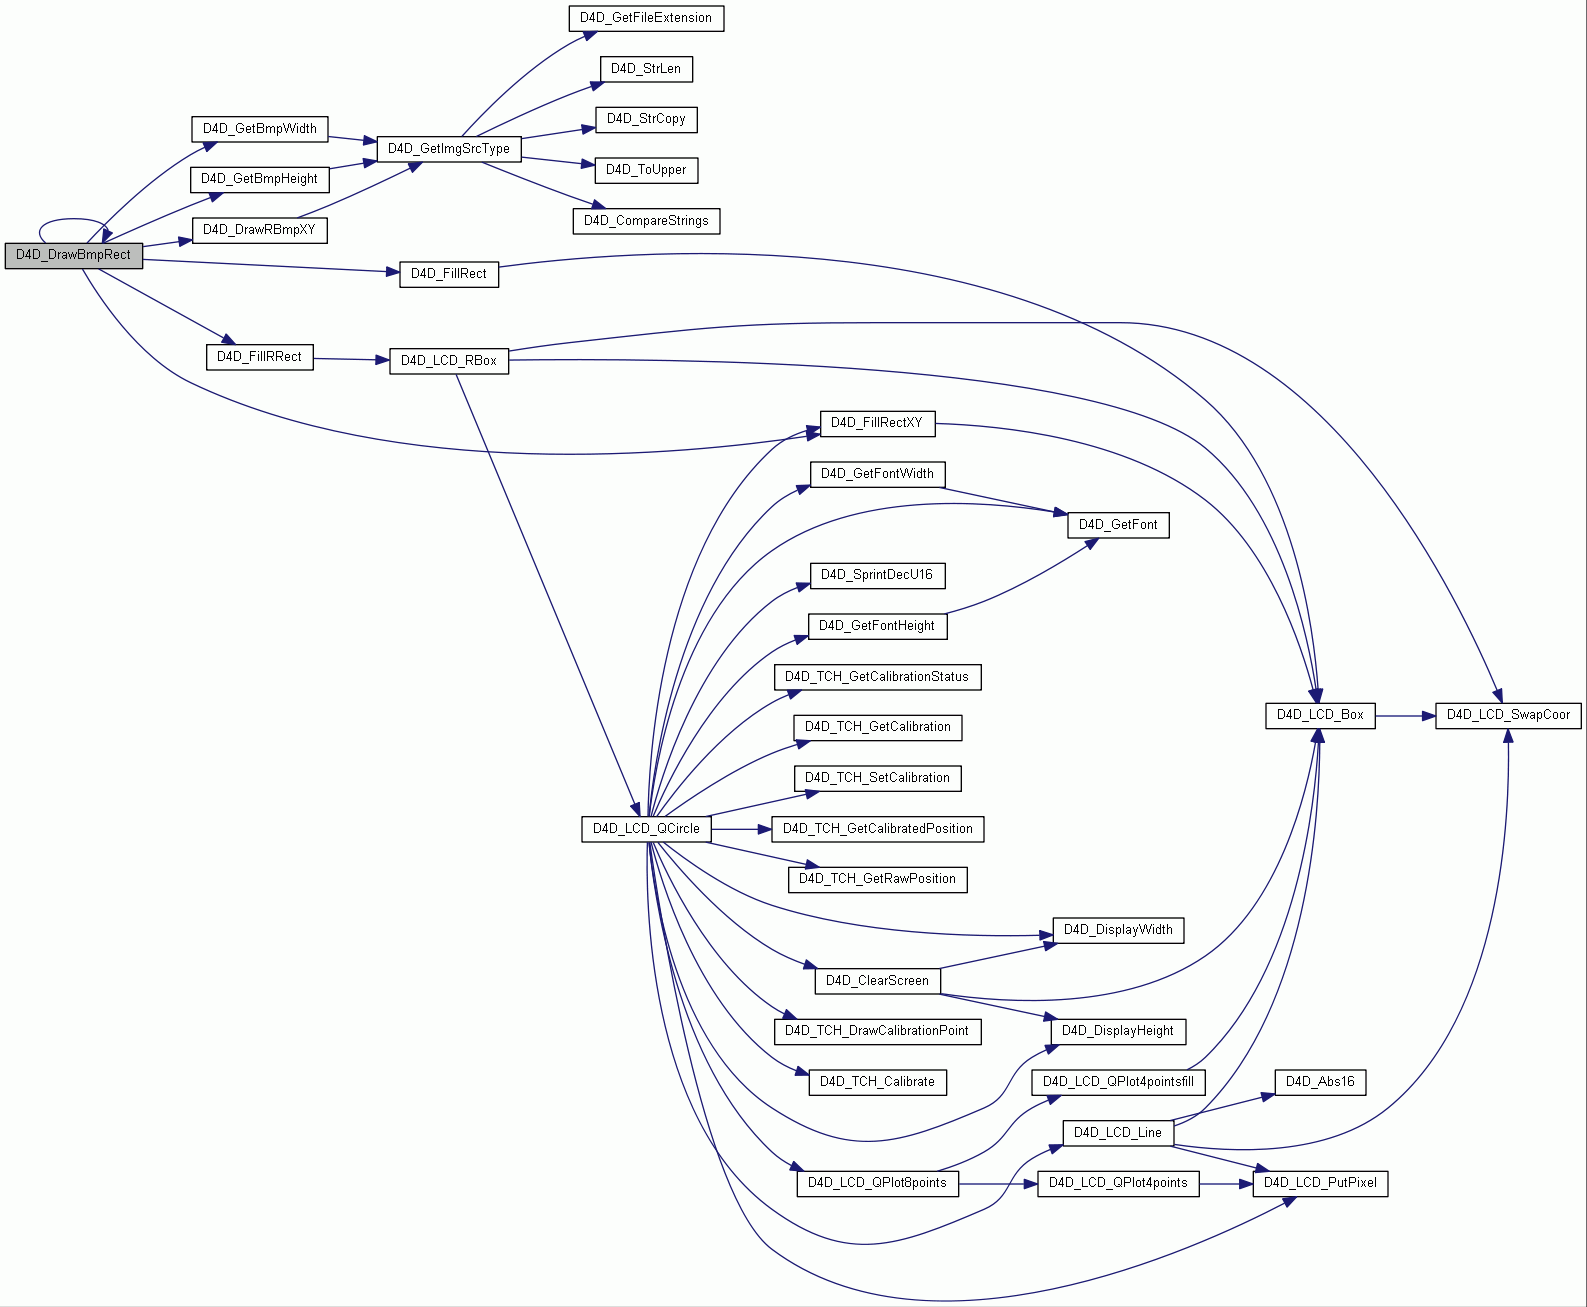 D4D_GetFileExtension
D4D_StrLen
D4D_StrCopy
D4D_GetBmpWidth
D4D_GetImgSrcType
D4D_ToUpper
D4D_GetBmpHeight
D4D_CompareStrings
D4D_DrawRBmpXY
D4D_DrawBmpRect
D4D_FillRect
D4D_FillRRect
D4D_LCD_RBox
D4D_FillRectXY
D4D_GetFontWidth
D4D_GetFont
D4D_SprintDecU16
D4D_GetFontHeight
D4D_TCH_GetCalibrationStatus
D4D_LCD_Box
D4D_LCD_SwapCoor
D4D_TCH_GetCalibration
D4D_TCH_SetCalibration
D4D_LCD_QCircle
D4D_TCH_GetCalibratedPosition
D4D_TCH_GetRawPosition
D4D_DisplayWidth
D4D_ClearScreen
D4D_TCH_DrawCalibrationPoint
D4D_DisplayHeight
D4D_TCH_Calibrate
D4D_LCD_QPlot4pointsfill
D4D_Abs16
D4D_LCD_Line
D4D_LCD_QPlot8points
D4D_LCD_QPlot4points
D4D_LCD_PutPixel